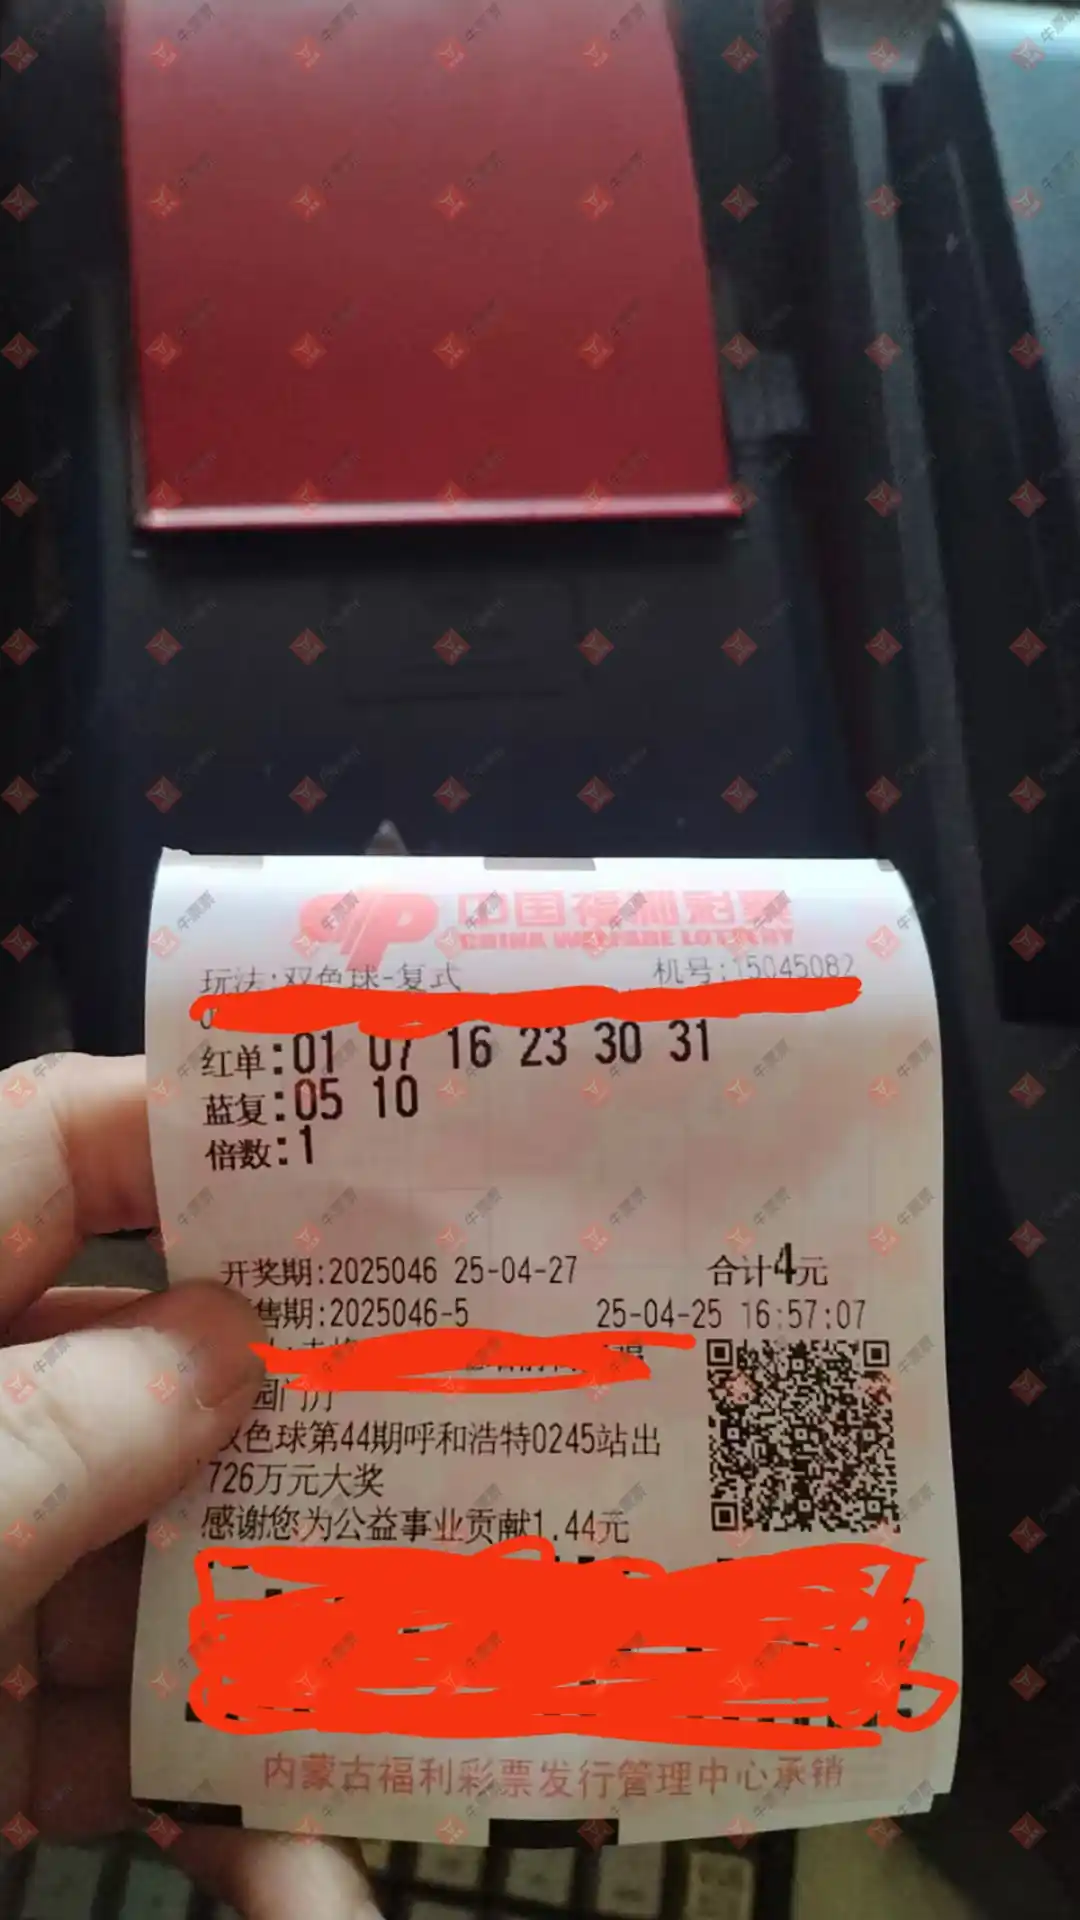 中国福利彩票
CHINA WELFARE LOTTERY
玩法:双色球-复式 机号:15045082
红单:01 07 16 23 30 31
蓝复:05 10
倍数:1
开奖期:2025046 25-04-27 合计4元
售期:2025046-5 25-04-25 16:57:07
园门厅
双色球第44期呼和浩特0245站出
726万元大奖
感谢您为公益事业贡献1.44元
内蒙古福利彩票发行管理中心承销